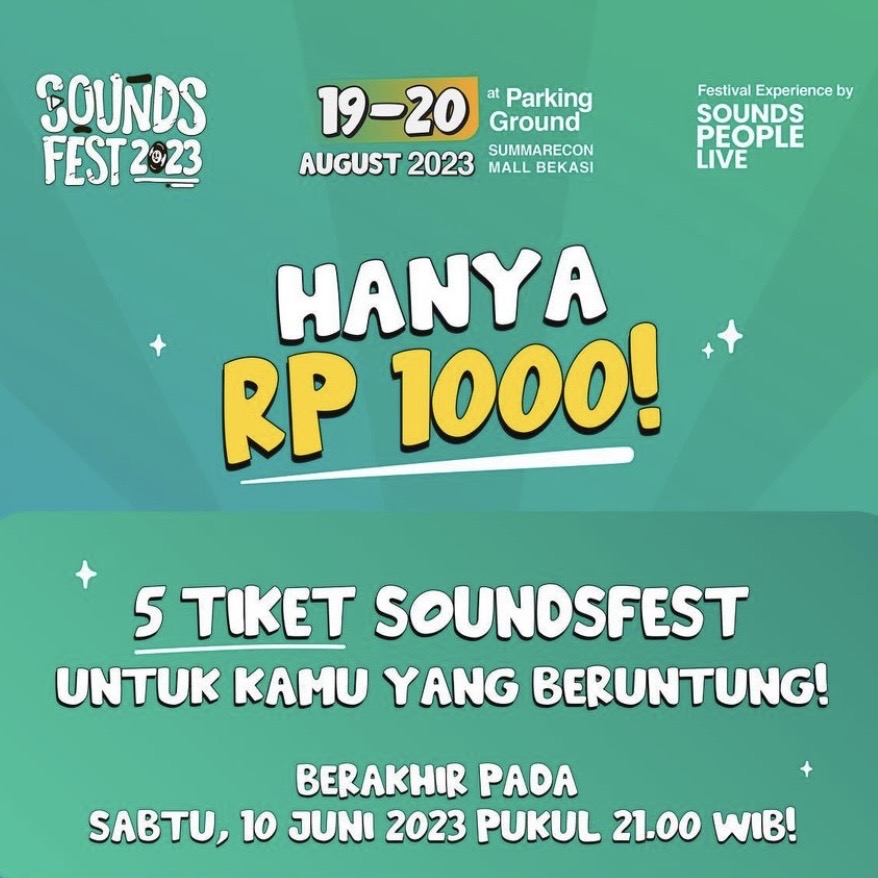 SOUNDS
FEST 2023
19-20
AUGUST 2023
at Parking
Ground
SUMMARECON
MALL BEKASI
Festival Experience by
SOUNDS
PEOPLE
LIVE
HANYA
RP 1000!
5 TIKET SOUNDSFEST
UNTUK KAMU YANG BERUNTUNG!
BERAKHIR PADA
SABTU, 10 JUNI 2023 PUKUL 21.00 WIB!